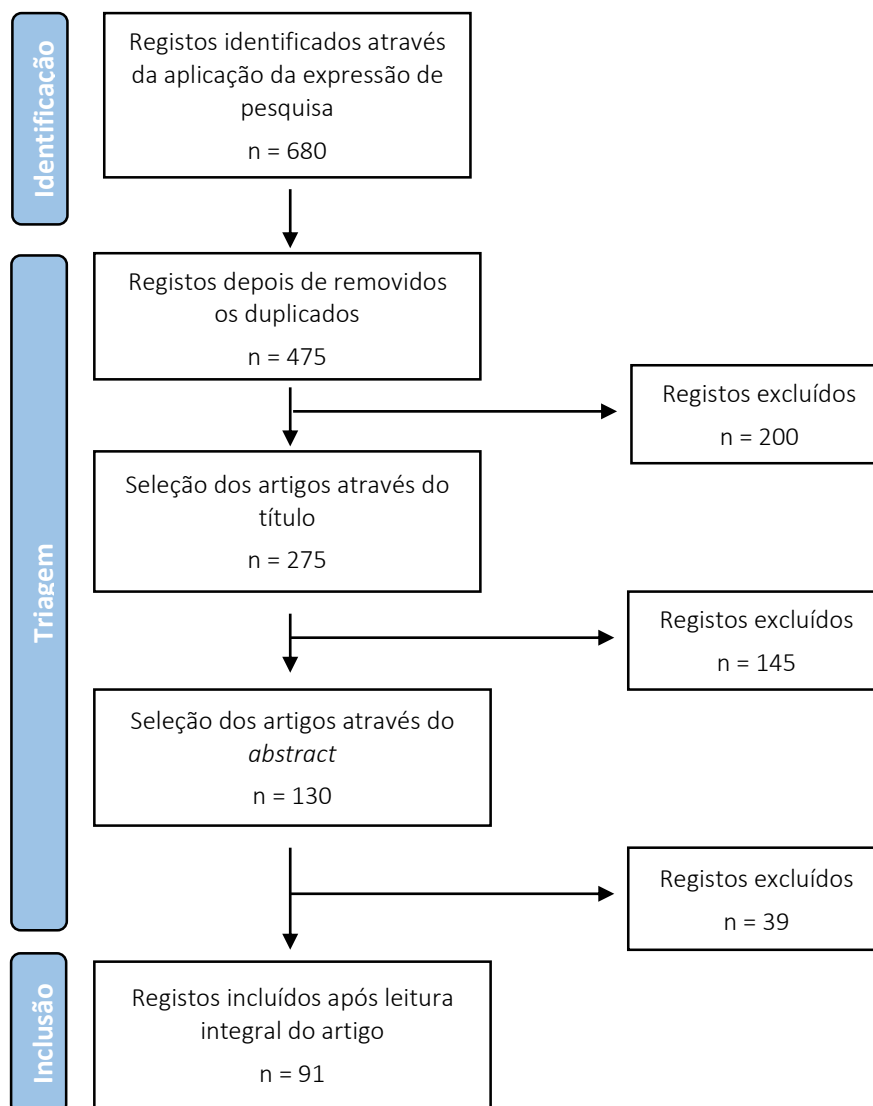 Identificação
Registos identificados através
da aplicação da expressão de
pesquisa
n = 680
Triagem
Registos depois de removidos
os duplicados
n = 475
Registos excluídos
n = 200
Seleção dos artigos através do
título
n = 275
Registos excluídos
n = 145
Seleção dos artigos através do
abstract
n = 130
Registos excluídos
n = 39
Inclusão
Registos incluídos após leitura
integral do artigo
n = 91